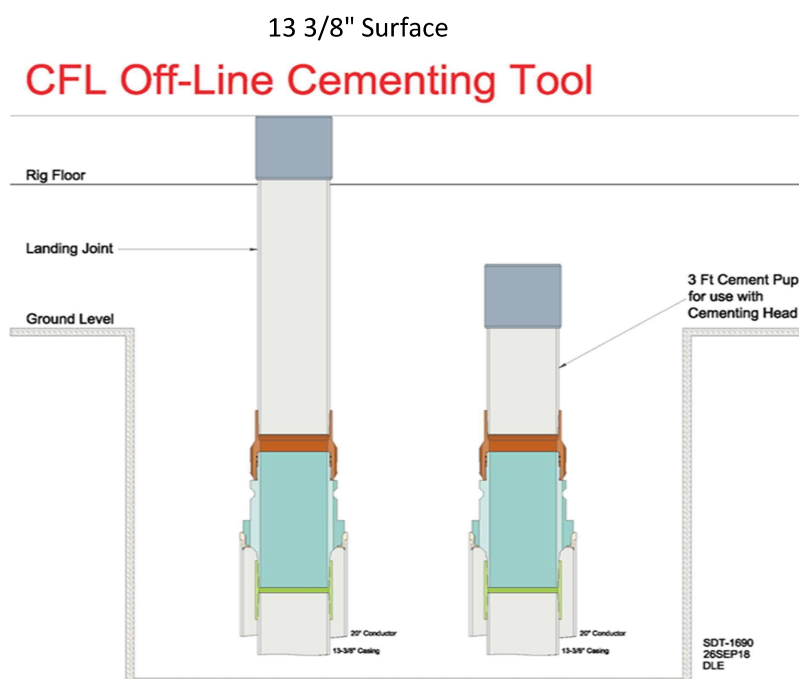 13 3/8" Surface
CFL Off-Line Cementing Tool
Rig Floor
Landing Joint
3 Ft Cement Pup
for use with
Cementing Head
Ground Level
20" Conductor
13-3/8" Casing
20" Conductor
13-3/8" Casing
SDT-1690
26SEP18
DLE